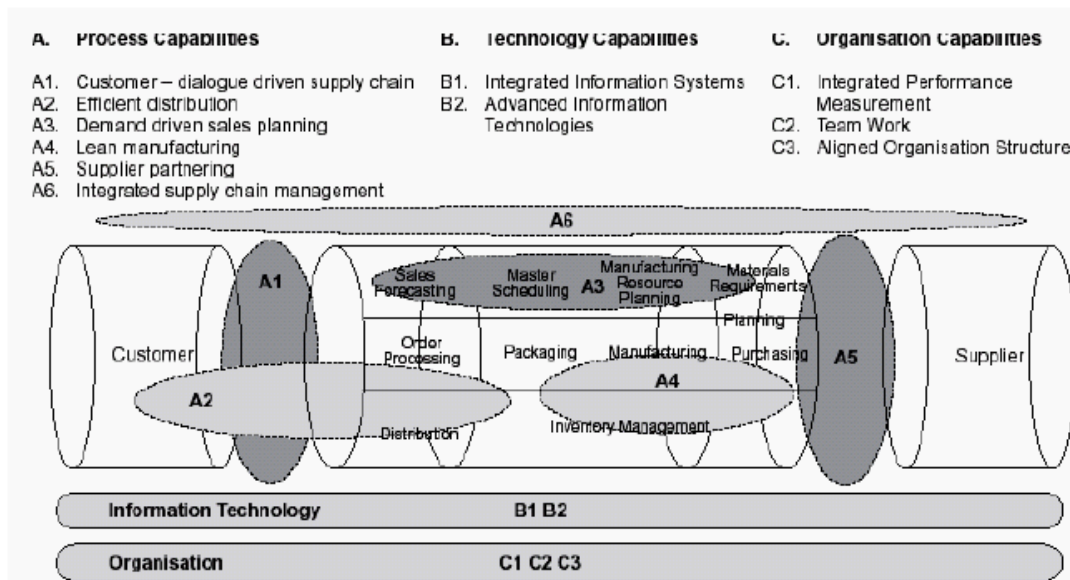 A. Process Capabilities
A1. Customer – dialogue driven supply chain
A2. Efficient distribution
A3. Demand driven sales planning
A4. Lean manufacturing
A5. Supplier partnering
A6. Integrated supply chain management
B. Technology Capabilities
B1. Integrated Information Systems
B2. Advanced Information
Technologies
C. Organisation Capabilities
C1. Integrated Performance
Measurement
C2. Team Work
C3. Aligned Organisation Structure
A6
A1
Sales
Forecasting
Master
Scheduling
A3
Manufacturing
Resource
Planning
Materials
Requirements
Planning
Customer
Order
Processing
Packaging
Manufacturing
Purchasing
A5
Supplier
A2
A4
Distribution
Inventory Management
Information Technology B1 B2
Organisation C1 C2 C3